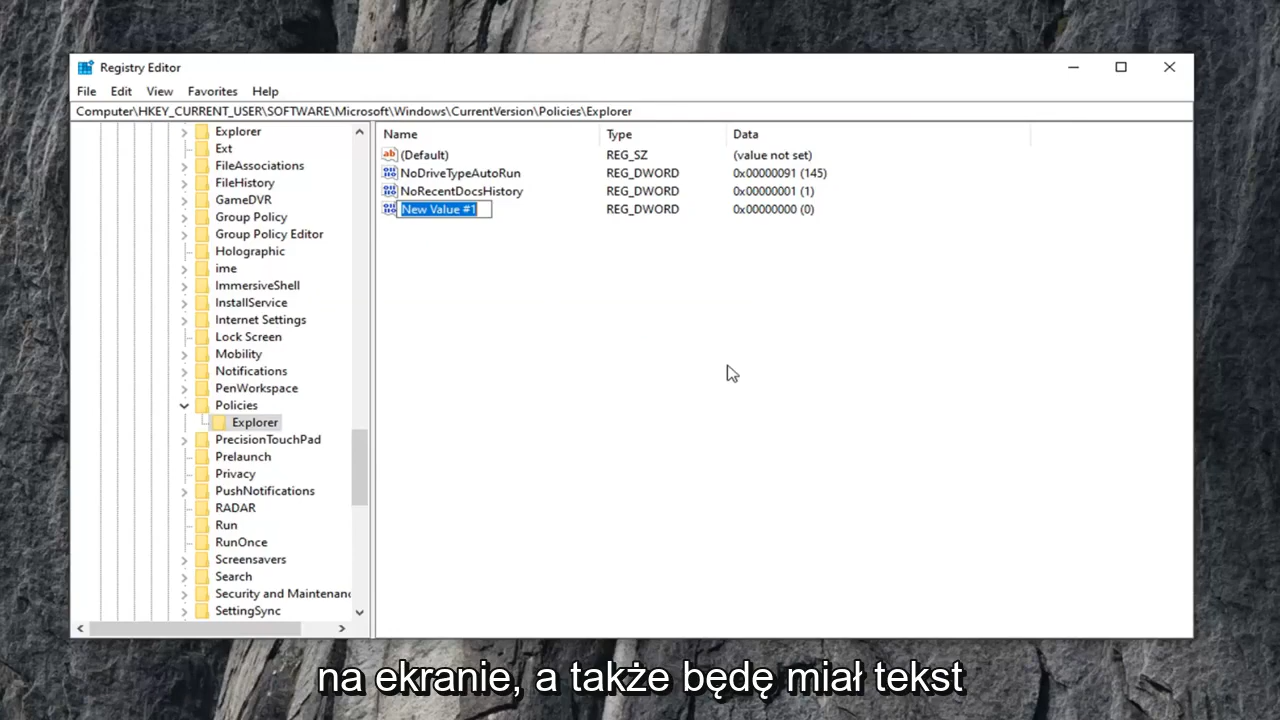 Registry Editor
File Edit View Favorites Help
Computer\HKEY_CURRENT_USER\SOFTWARE\Microsoft\Windows\CurrentVersion\Policies\Explorer
Explorer
Ext
FileAssociations
FileHistory
GameDVR
Group Policy
Group Policy Editor
Holographic
ime
ImmersiveShell
InstallService
Internet Settings
Lock Screen
Mobility
Notifications
PenWorkspace
Policies
Explorer
PrecisionTouchPad
Prelaunch
Privacy
PushNotifications
RADAR
Run
RunOnce
Screensavers
Search
Security and Maintenanc
SettingSync
Name Type Data
(Default) REG_SZ (value not set)
NoDriveTypeAutoRun REG_DWORD 0x00000091 (145)
NoRecentDocsHistory REG_DWORD 0x00000001 (1)
New Value #1 REG_DWORD 0x00000000 (0)
na ekranie, a także będę miał tekst